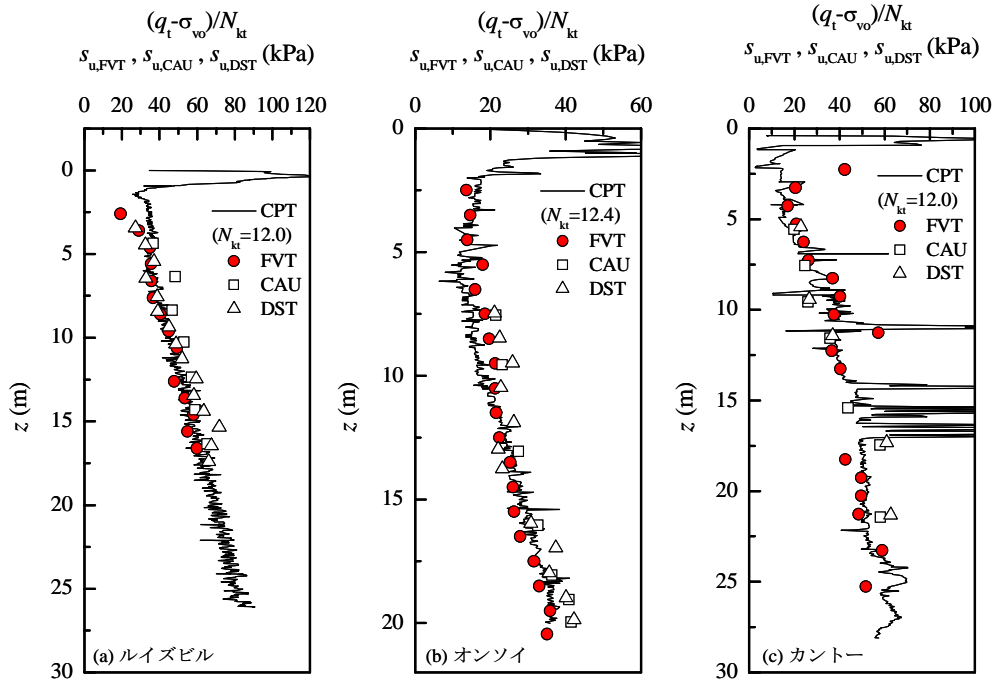 (qt-σvo)/Nkt
su,FVT , su,CAU , su,DST (kPa)
0 20 40 60 80 100 120
0
5
10
15
20
25
30
z (m)
CPT
(Nkt=12.0)
FVT
CAU
DST
(a) ルイズビル
(qt-σvo)/Nkt
su,FVT , su,CAU , su,DST (kPa)
0 20 40 60
0
5
10
15
20
z (m)
CPT
(Nkt=12.4)
FVT
CAU
DST
(b) オンソイ
(qt-σvo)/Nkt
su,FVT , su,CAU , su,DST (kPa)
0 20 40 60 80 100
0
5
10
15
20
25
30
z (m)
CPT
(Nkt=12.0)
FVT
CAU
DST
(c) カントー